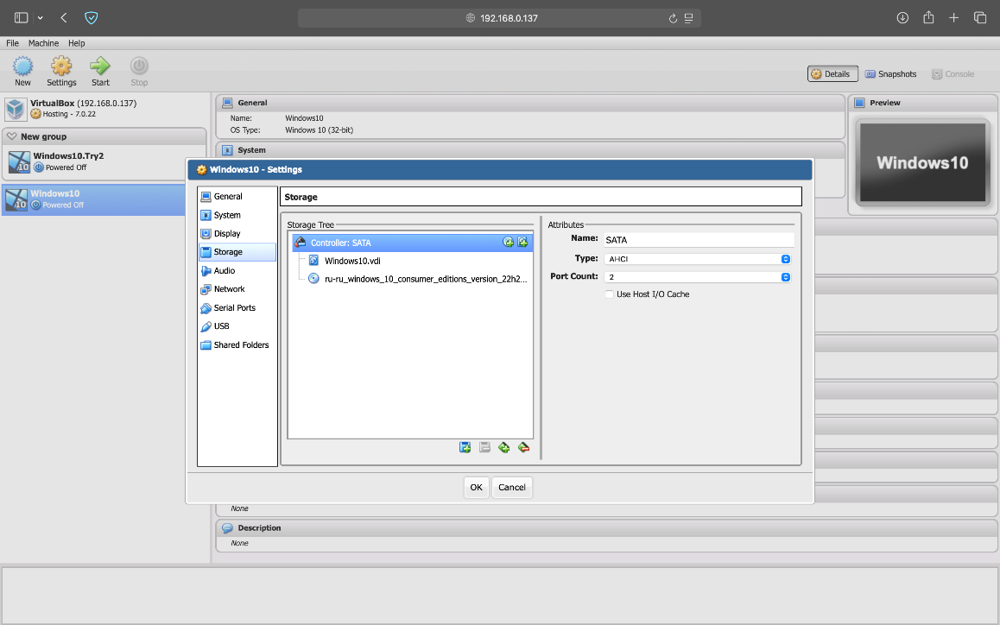 192.168.0.137
File Machine Help
New Settings Start Stop
Details Snapshots Console
VirtualBox (192.168.0.137)
Hosting - 7.0.22
New group
10
Windows10.Try2
Powered Off
10
Windows10
Powered Off
General
Name: Windows10
OS Type: Windows 10 (32-bit)
System
Preview
Windows10
Windows10 - Settings
General
System
Display
Storage
Audio
Network
Serial Ports
USB
Shared Folders
Storage
Storage Tree
Controller: SATA
Windows10.vdi
ru-ru_windows_10_consumer_editions_version_22h2...
Attributes
Name: SATA
Type: AHCI
Port Count: 2
Use Host I/O Cache
OK Cancel
None
Description
None